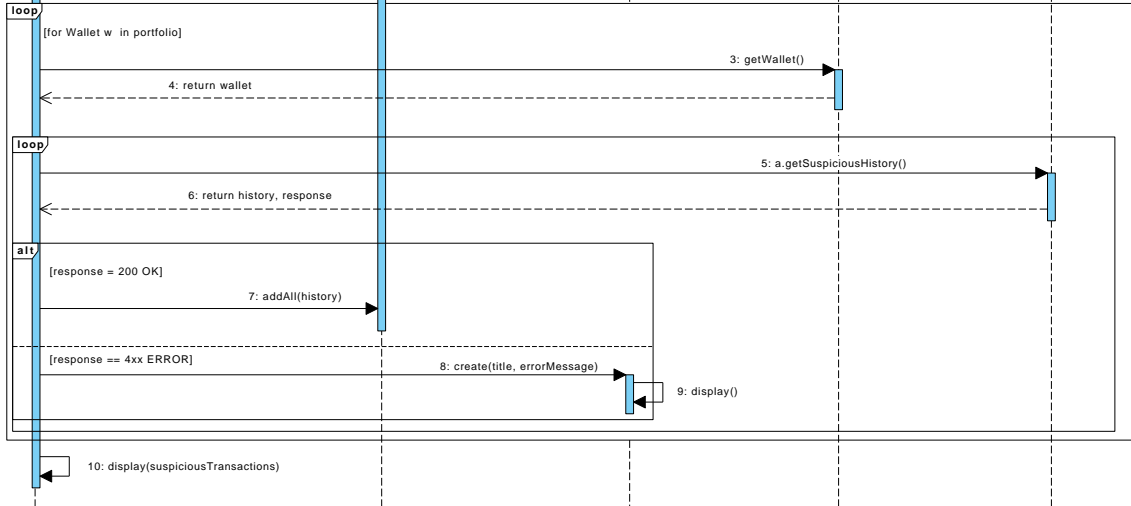 loop
[for Wallet w in portfolio]
3: getWallet()
4: return wallet
loop
5: a.getSuspiciousHistory()
6: return history, response
alt
[response = 200 OK]
7: addAll(history)
[response == 4xx ERROR]
8: create(title, errorMessage)
9: display()
10: display(suspiciousTransactions)